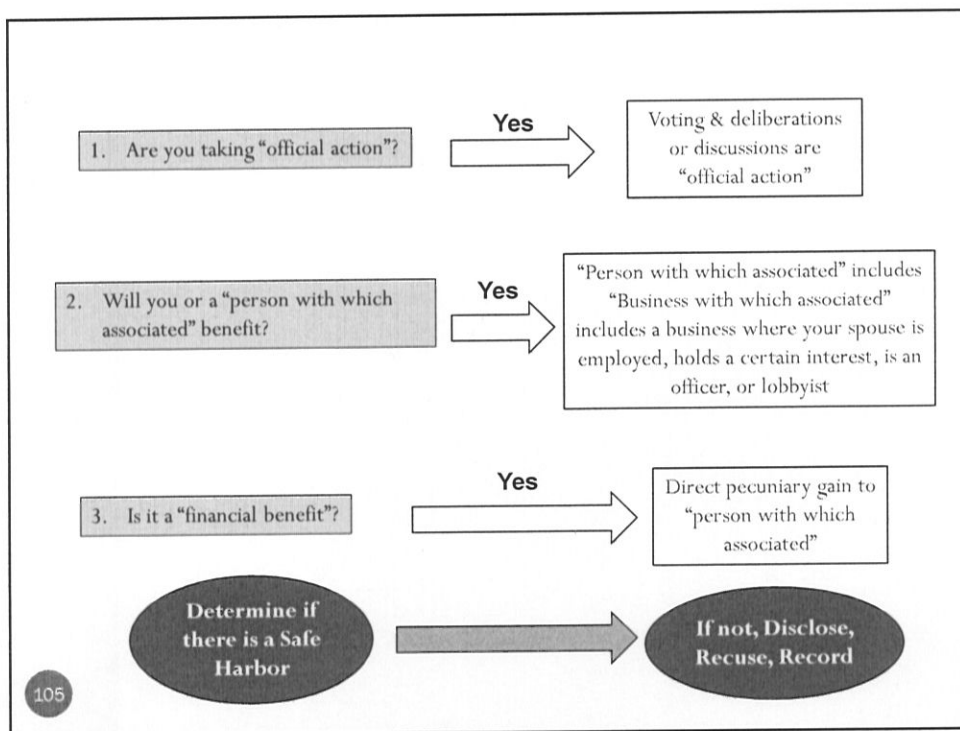 1. Are you taking “official action”?
Yes
Voting & deliberations
or discussions are
“official action”
2. Will you or a “person with which
associated” benefit?
Yes
“Person with which associated” includes
“Business with which associated”
includes a business where your spouse is
employed, holds a certain interest, is an
officer, or lobbyist
3. Is it a “financial benefit”?
Yes
Direct pecuniary gain to
“person with which
associated”
Determine if
there is a Safe
Harbor
If not, Disclose,
Recuse, Record
105